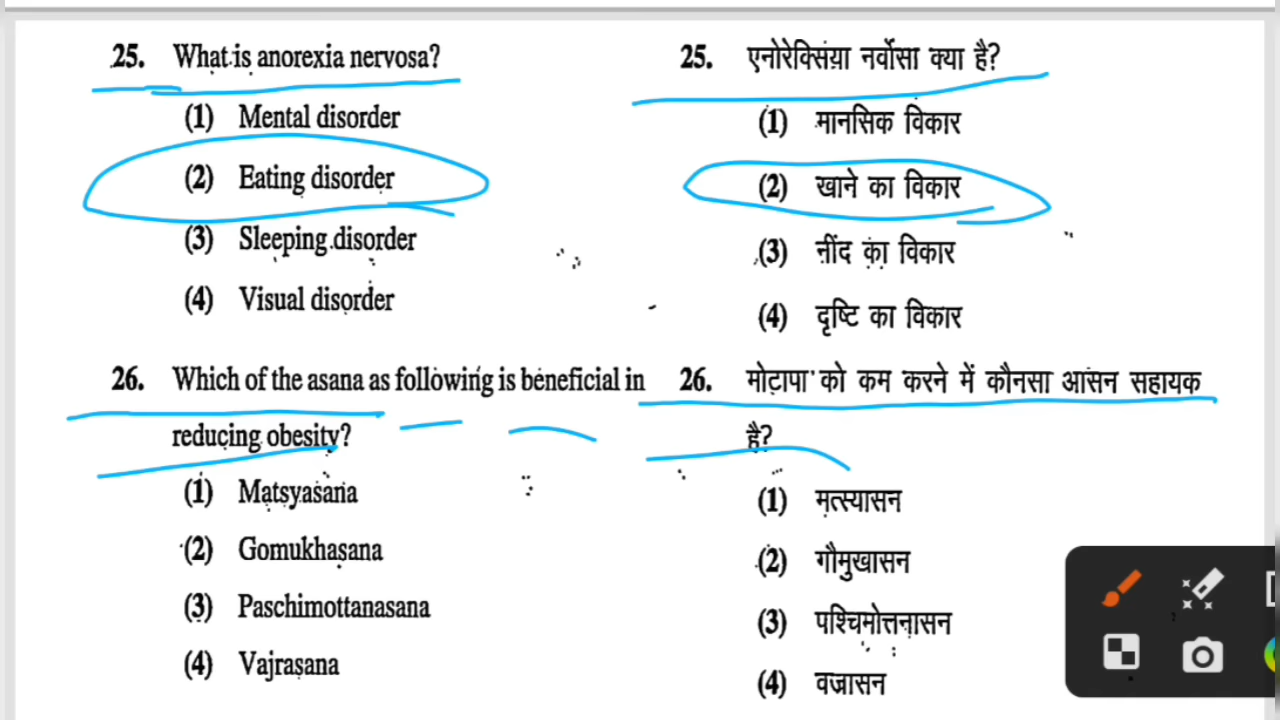 25. What is anorexia nervosa?
(1) Mental disorder
(2) Eating disorder
(3) Sleeping disorder
(4) Visual disorder
26. Which of the asana as following is beneficial in
reducing obesity?
(1) Matsyasana
(2) Gomukhasana
(3) Paschimottanasana
(4) Vajrasana
25. एनोरेक्सिया नर्वोसा क्या है?
(1) मानसिक विकार
(2) खाने का विकार
(3) नींद का विकार
(4) दृष्टि का विकार
26. मोटापा को कम करने में कौनसा आसन सहायक
है?
(1) मत्स्यासन
(2) गौमुखासन
(3) पश्चिमोत्तनासन
(4) वज्रासन